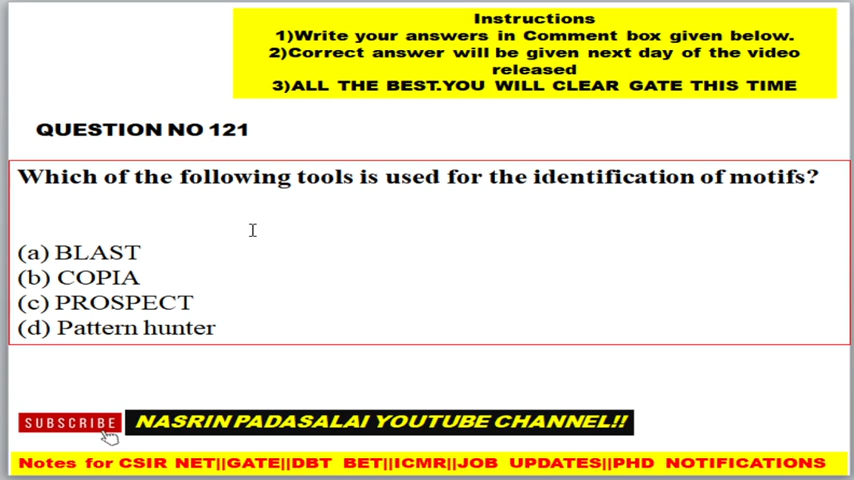 Instructions
1)Write your answers in Comment box given below.
2)Correct answer will be given next day of the video
released
3)ALL THE BEST.YOU WILL CLEAR GATE THIS TIME
QUESTION NO 121
Which of the following tools is used for the identification of motifs?
(a) BLAST
(b) COPIA
(c) PROSPECT
(d) Pattern hunter
SUBSCRIBE
NASRIN PADASALAI YOUTUBE CHANNEL!!
Notes for CSIR NET||GATE||DBT BET||ICMR||JOB UPDATES||PHD NOTIFICATIONS